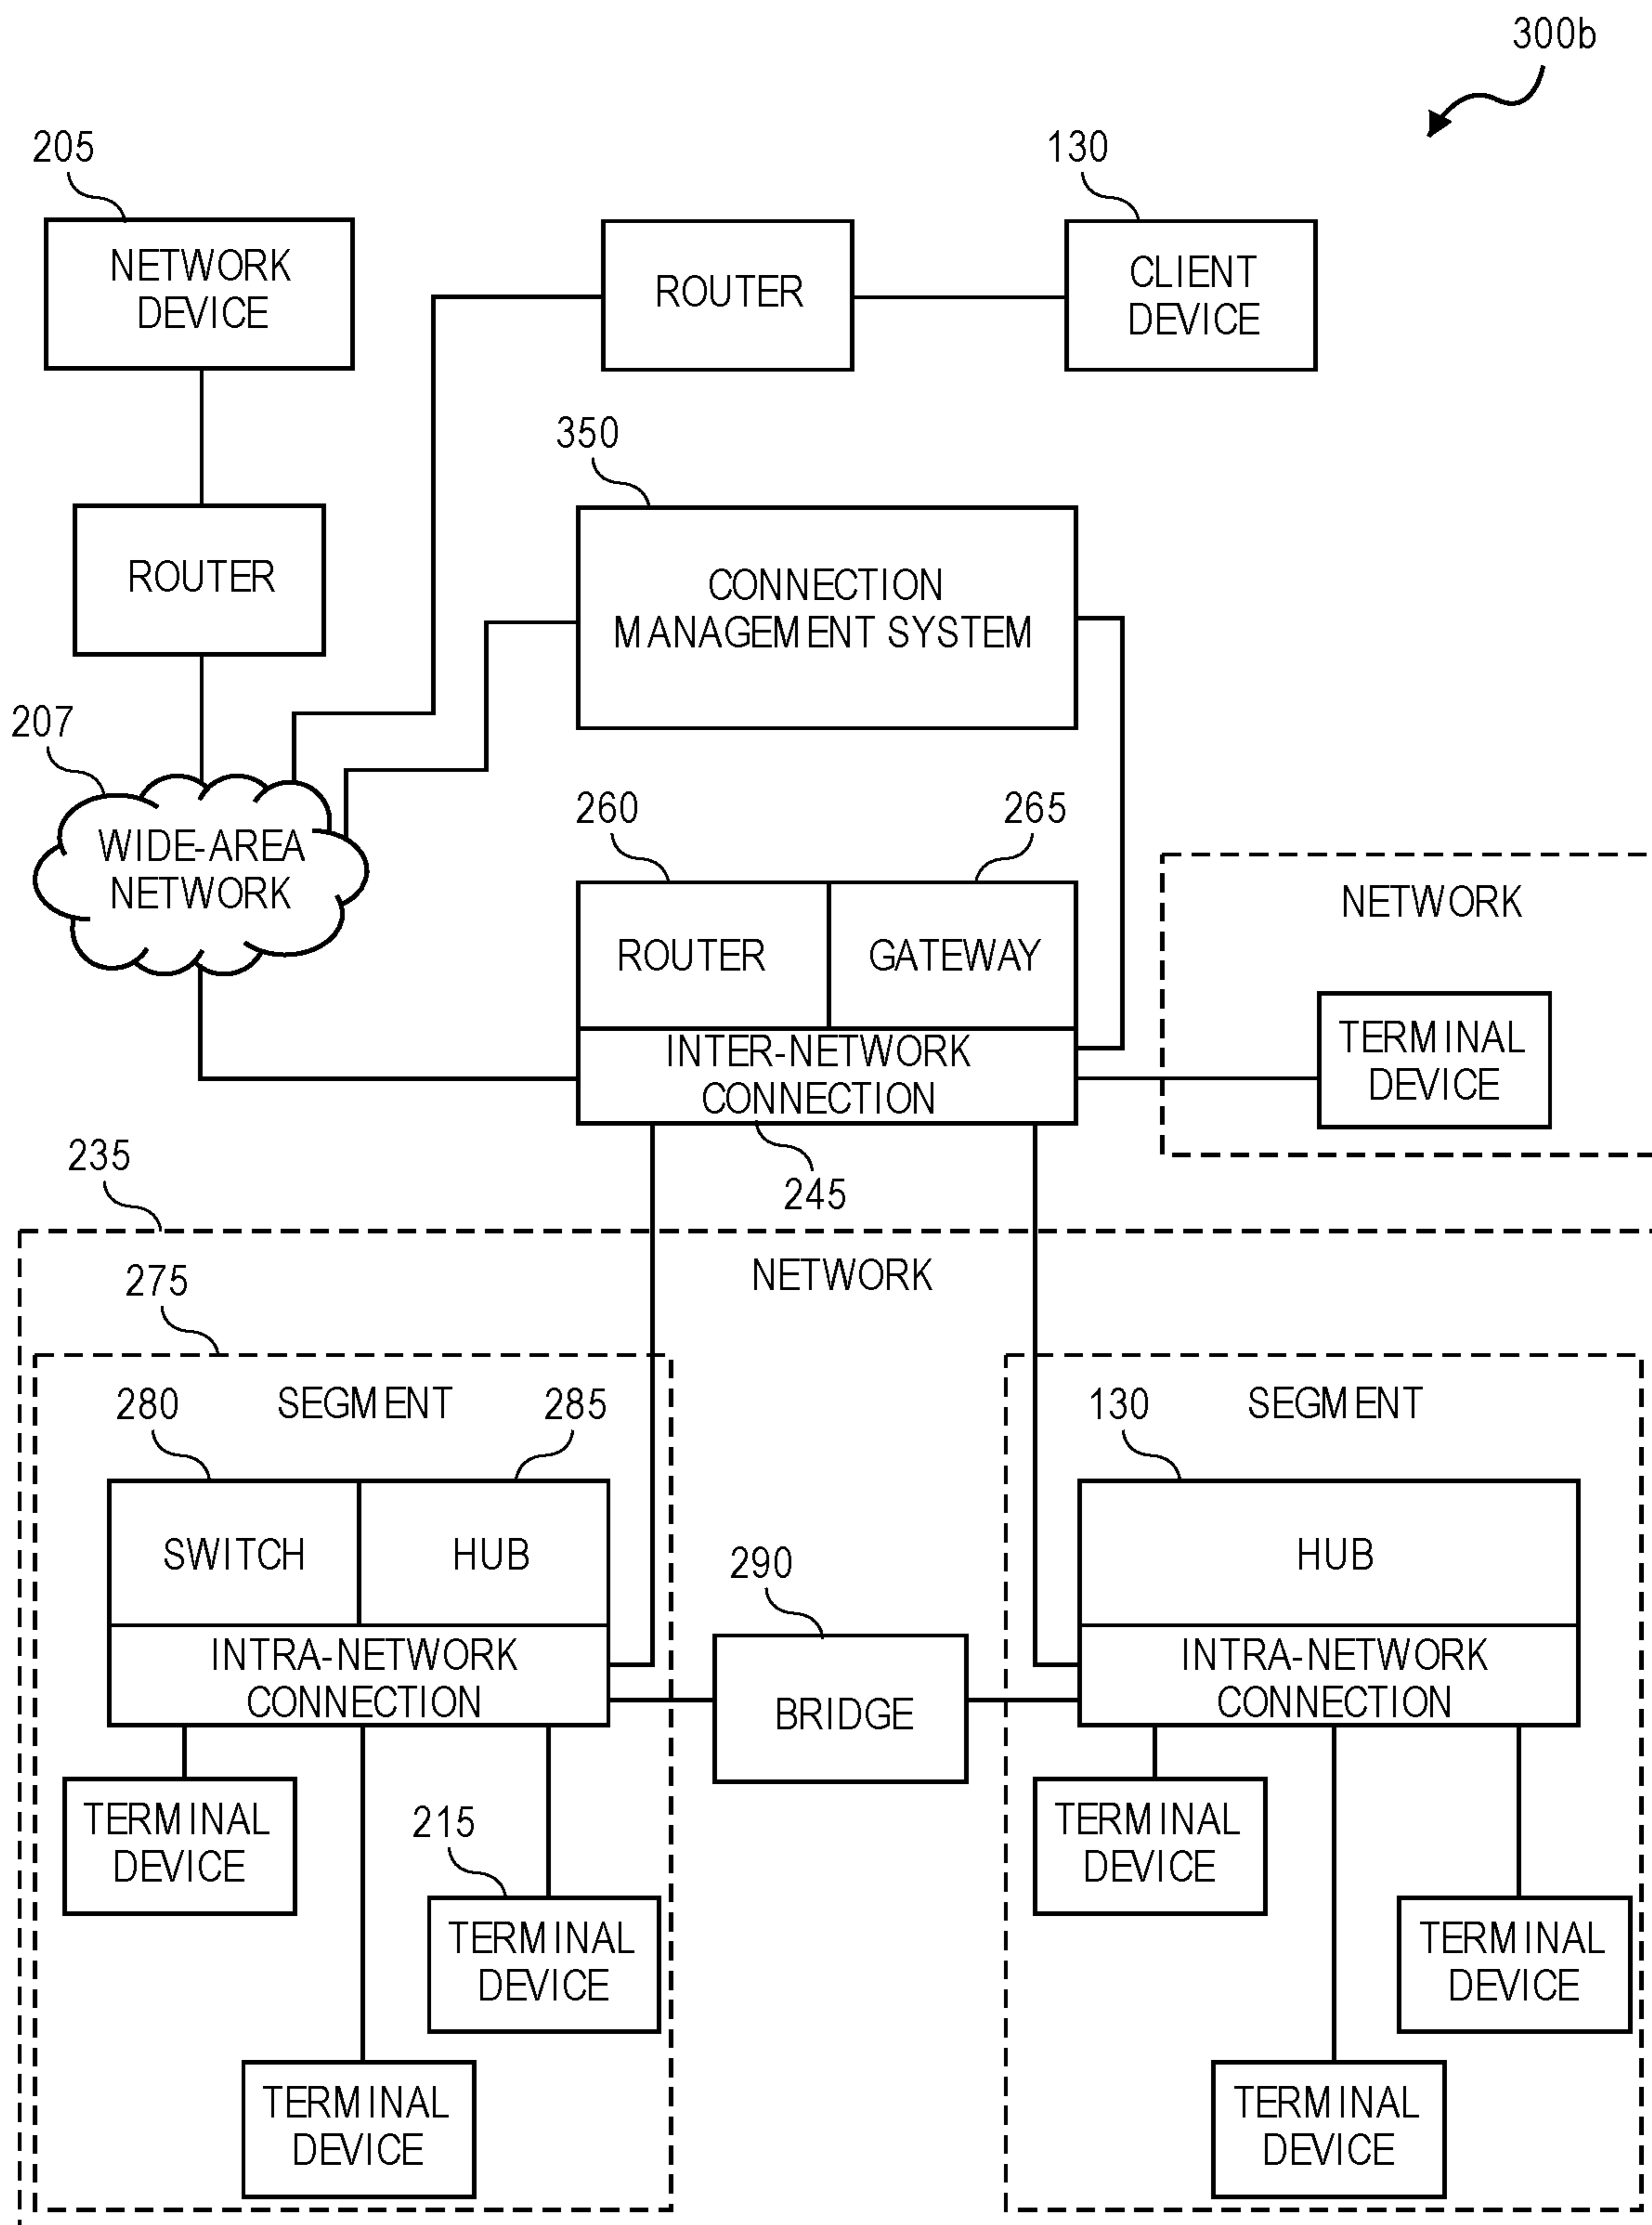 300b
205
130
NETWORK
DEVICE
ROUTER
CLIENT
DEVICE
350
ROUTER
CONNECTION
MANAGEMENT SYSTEM
207
260
265
WIDE-AREA
NETWORK
NETWORK
ROUTER
GATEWAY
TERMINAL
DEVICE
INTER-NETWORK
CONNECTION
235
245
275
NETWORK
280
SEGMENT
285
130
SEGMENT
SWITCH
HUB
290
HUB
INTRA-NETWORK
CONNECTION
BRIDGE
INTRA-NETWORK
CONNECTION
TERMINAL
DEVICE
215
TERMINAL
DEVICE
TERMINAL
DEVICE
TERMINAL
DEVICE
TERMINAL
DEVICE
TERMINAL
DEVICE